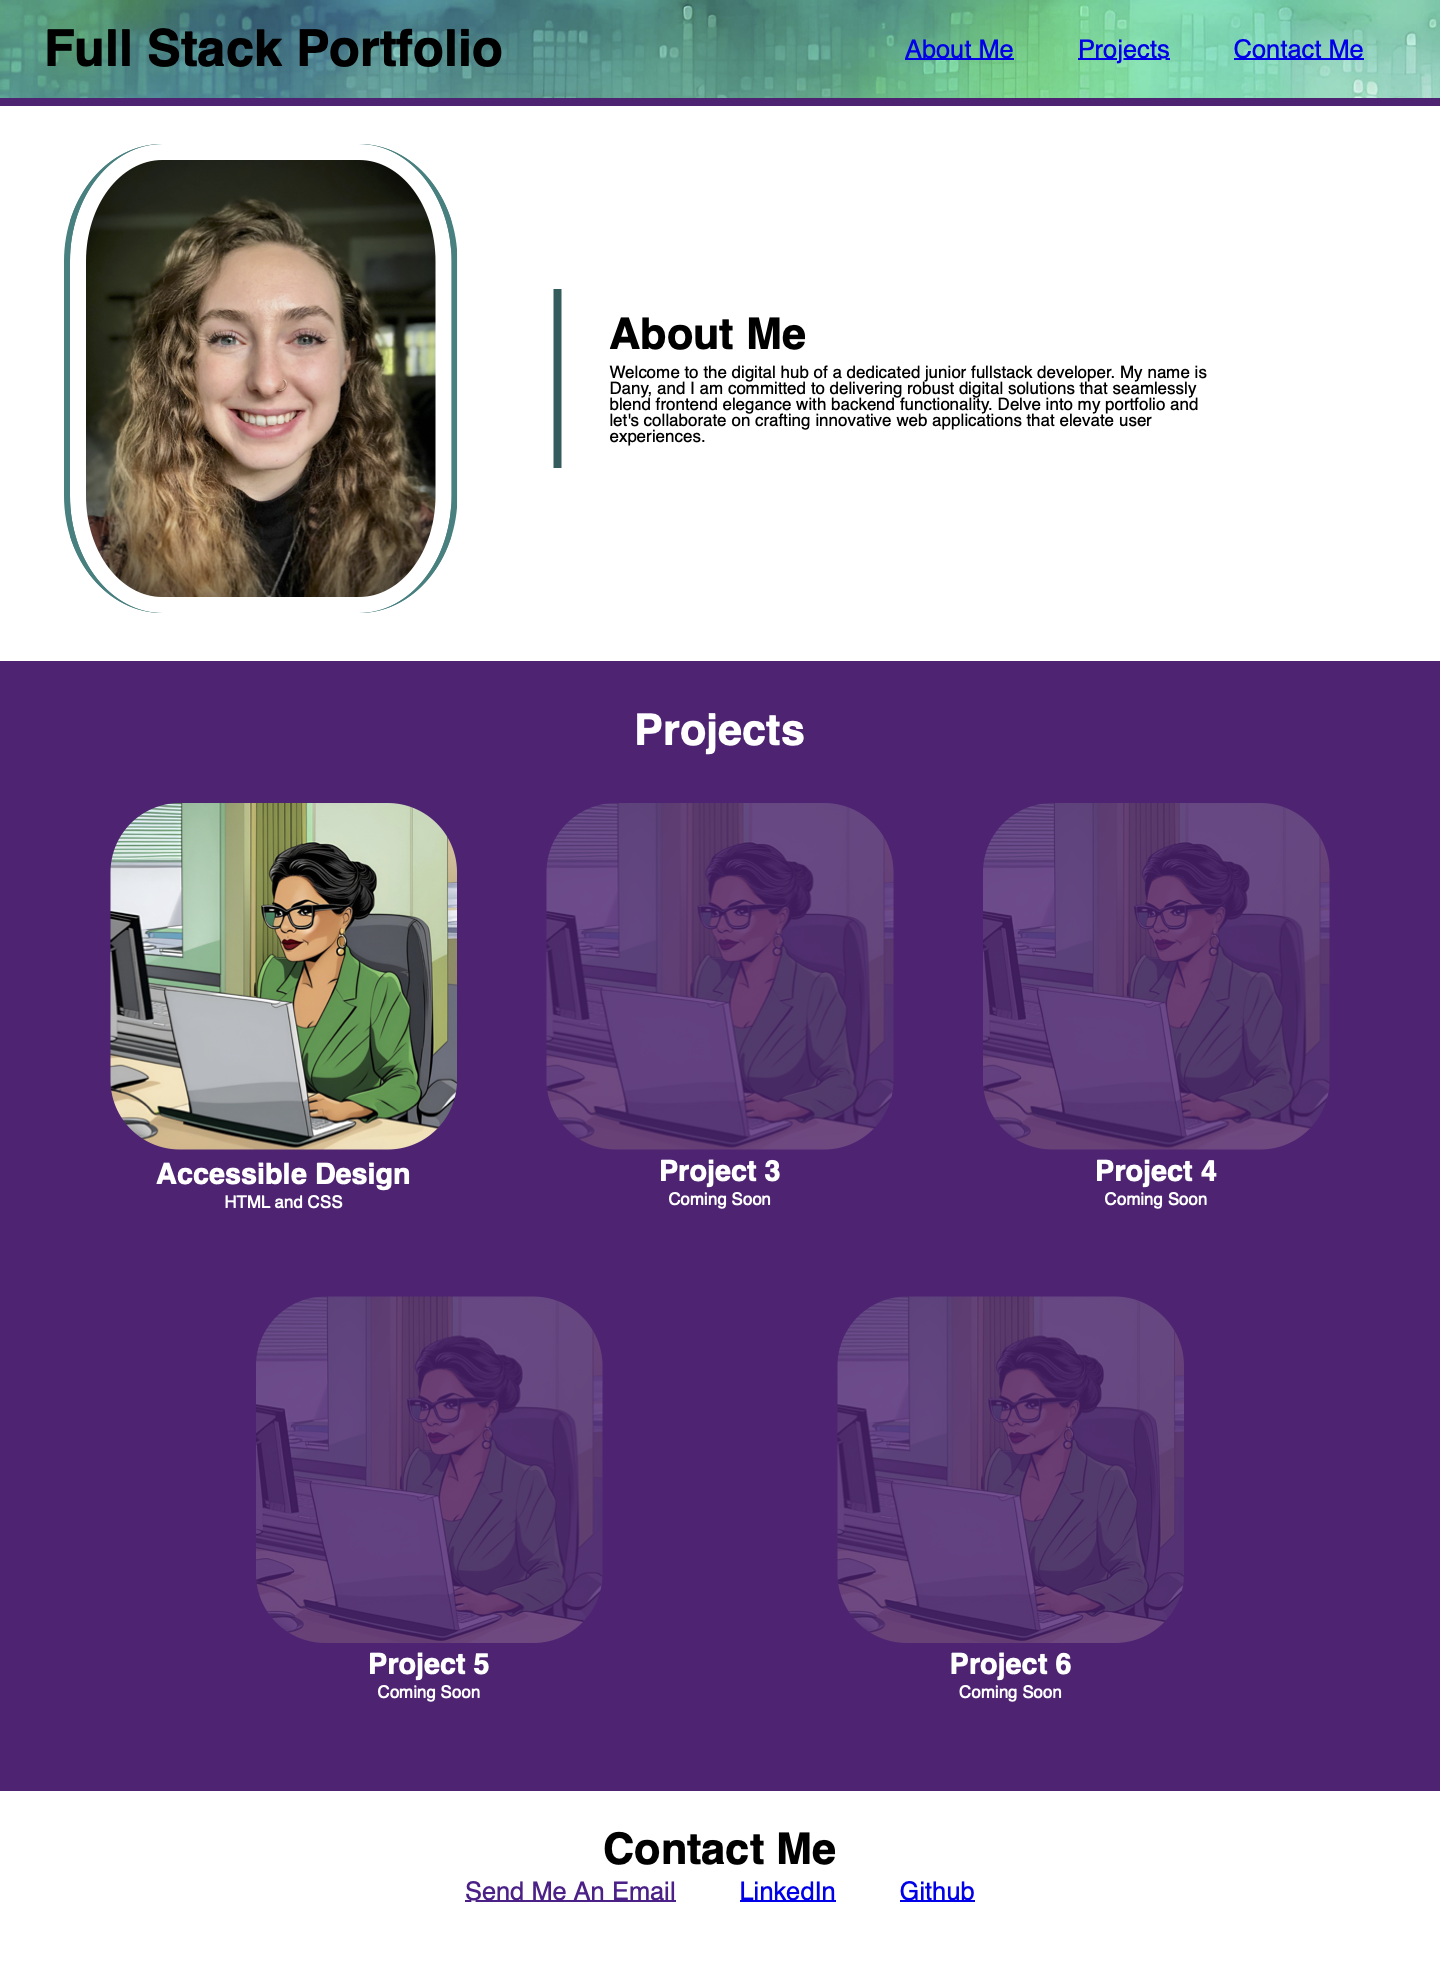 Full Stack Portfolio
About Me Projects Contact Me
About Me
Welcome to the digital hub of a dedicated junior fullstack developer. My name is
Dany, and I am committed to delivering robust digital solutions that seamlessly
blend frontend elegance with backend functionality. Delve into my portfolio and
let's collaborate on crafting innovative web applications that elevate user
experiences.
Projects
Accessible Design
HTML and CSS
Project 3
Coming Soon
Project 4
Coming Soon
Project 5
Coming Soon
Project 6
Coming Soon
Contact Me
Send Me An Email LinkedIn Github